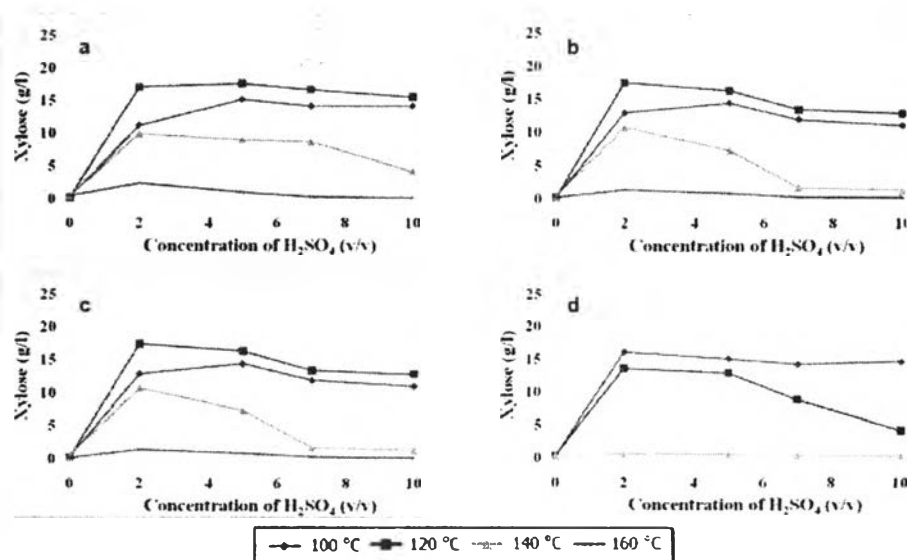 a
25
20
15
10
5
0
Xylose (g/l)
0 2 4 6 8 10
Concentration of H₂SO₄ (v/v)
b
25
20
15
10
5
0
Xylose (g/l)
0 2 4 6 8 10
Concentration of H₂SO₄ (v/v)
c
25
20
15
10
5
0
Xylose (g/l)
0 2 4 6 8 10
Concentration of H₂SO₄ (v/v)
d
25
20
15
10
5
0
Xylose (g/l)
0 2 4 6 8 10
Concentration of H₂SO₄ (v/v)
100 °C 120 °C 140 °C 160 °C